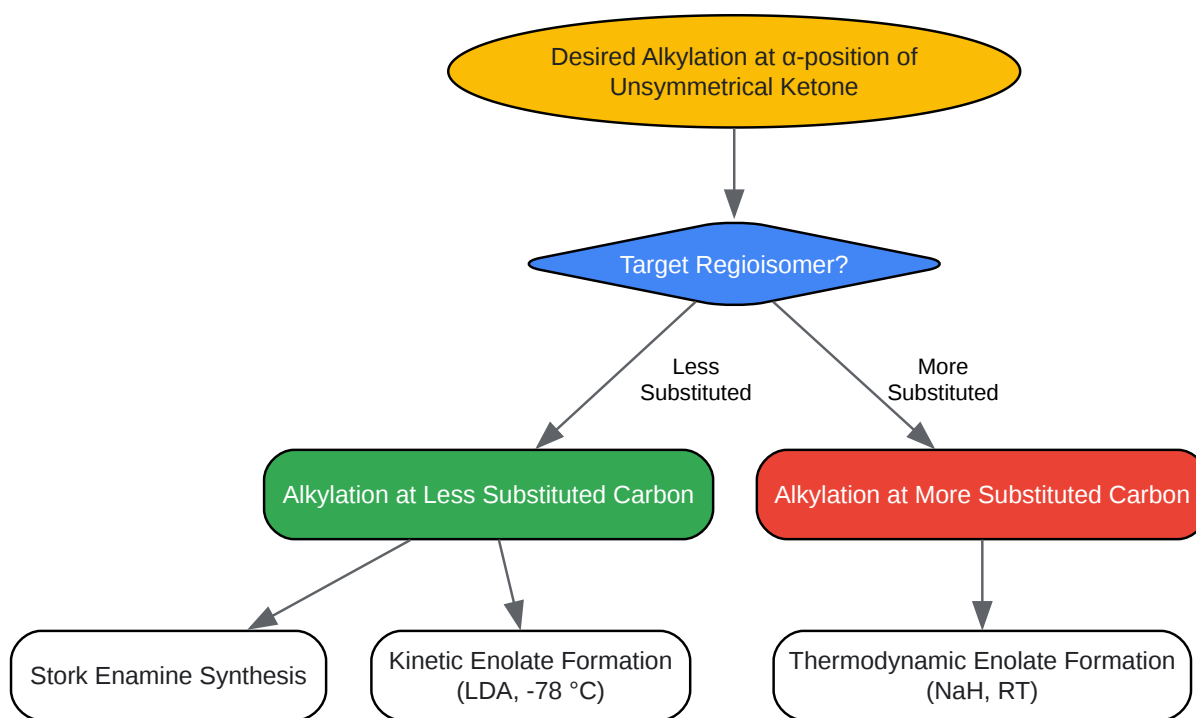 Desired Alkylation at α-position of
Unsymmetrical Ketone
Target Regioisomer?
Less
Substituted
More
Substituted
Alkylation at Less Substituted Carbon
Alkylation at More Substituted Carbon
Stork Enamine Synthesis
Kinetic Enolate Formation
(LDA, -78 °C)
Thermodynamic Enolate Formation
(NaH, RT)